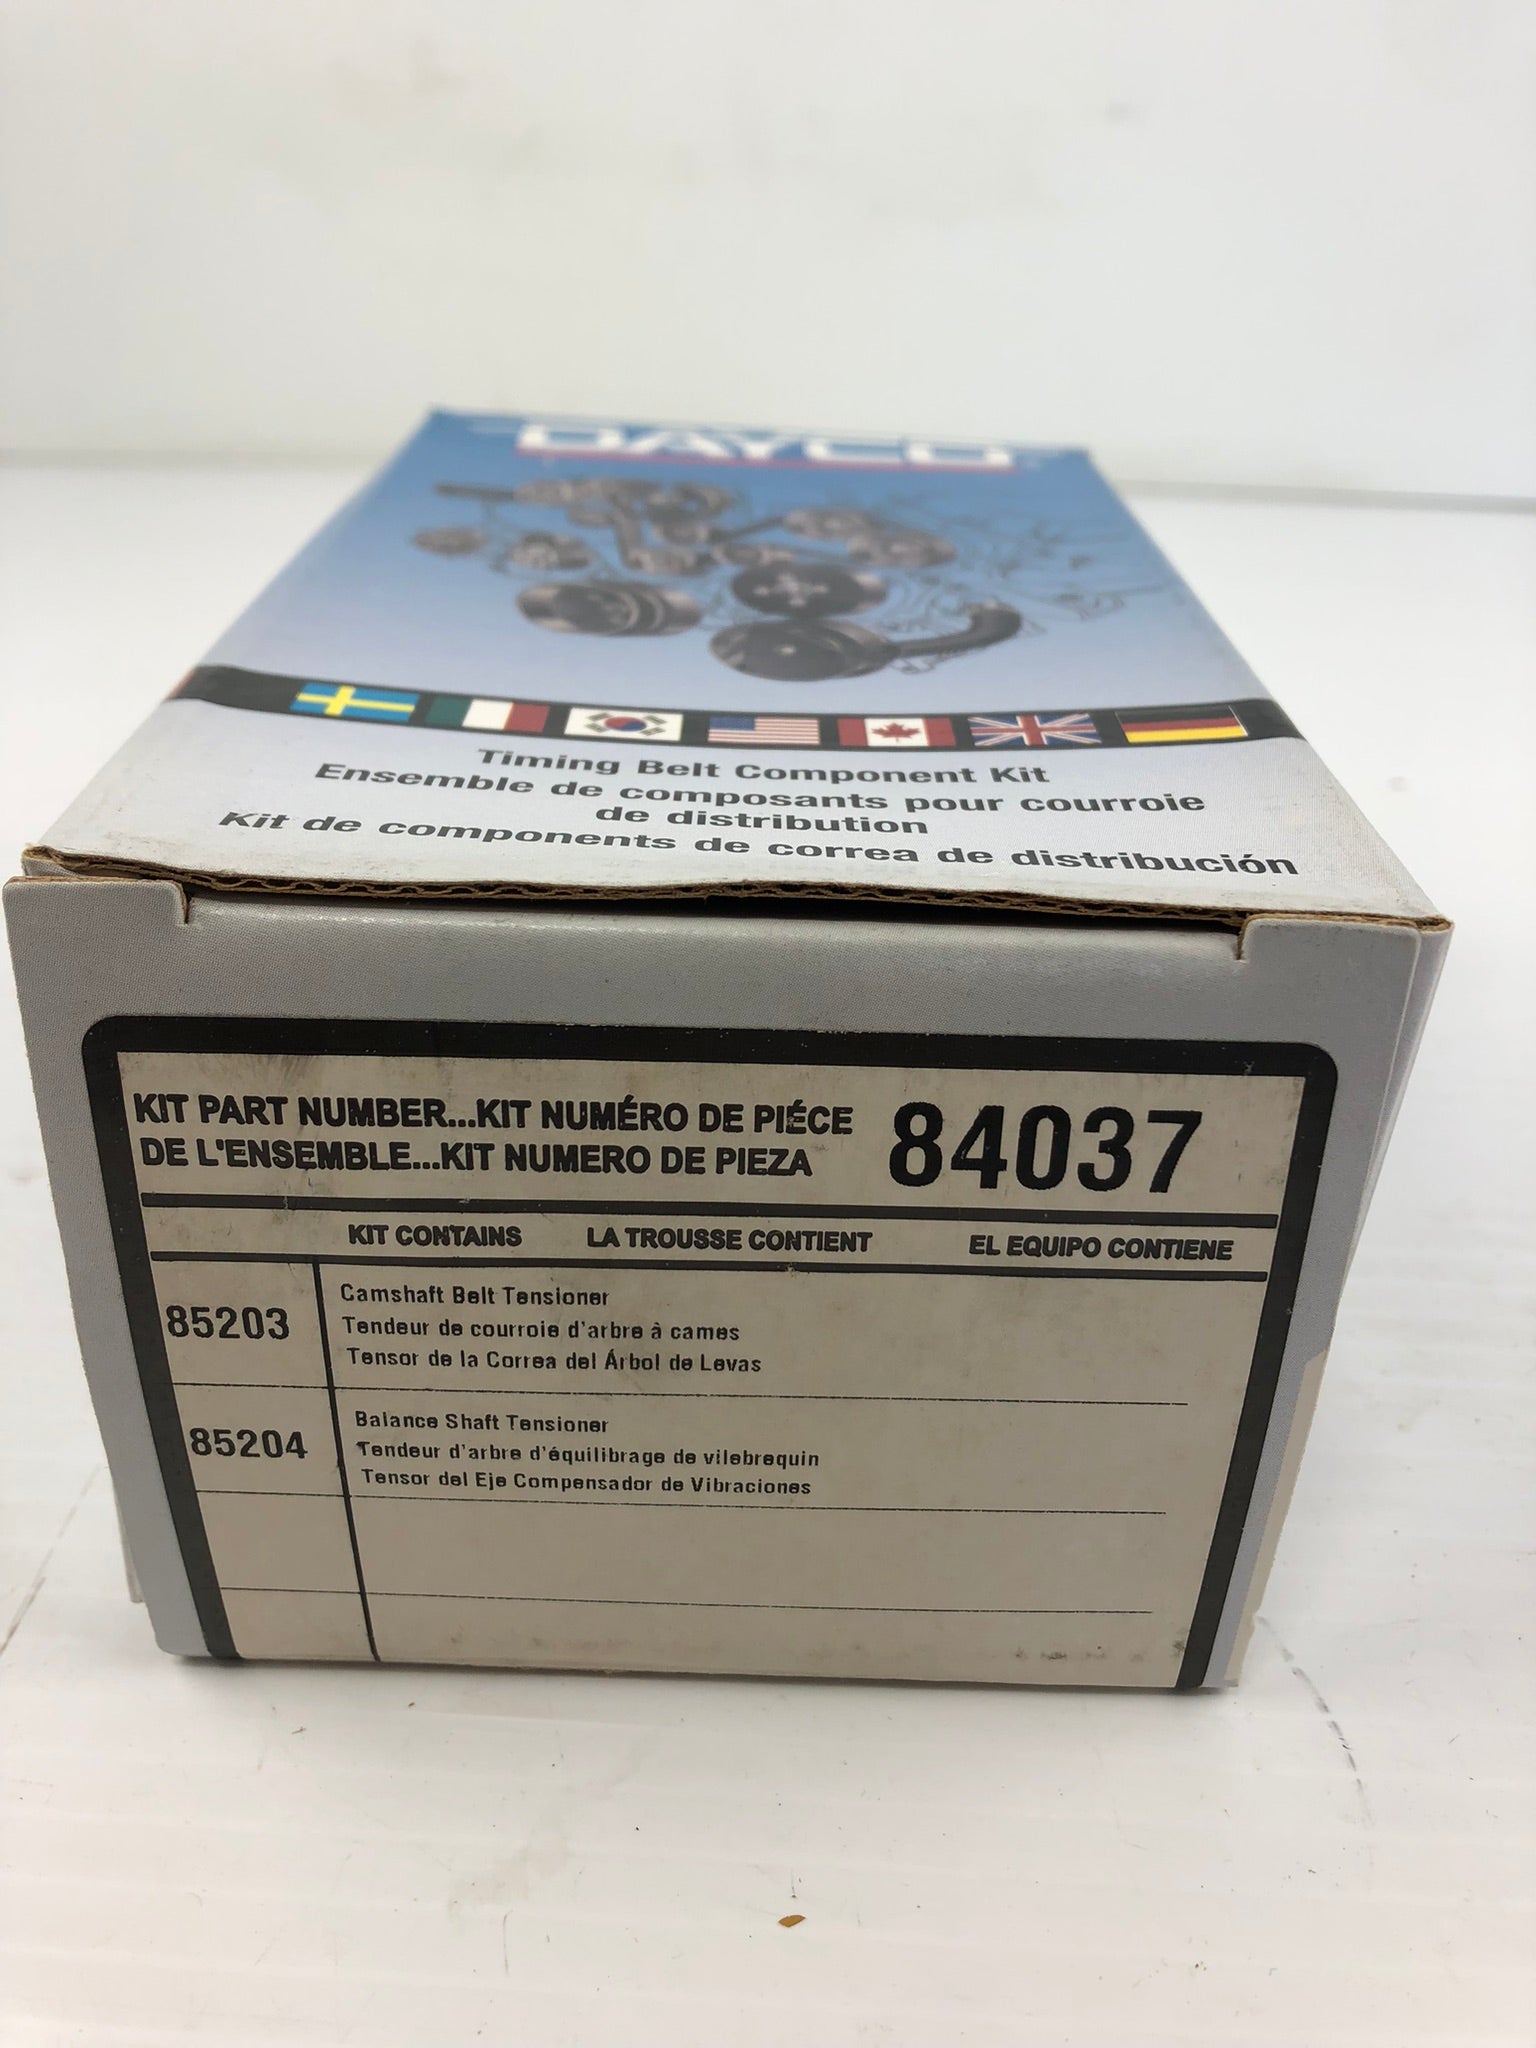 DAYCO
Timing Belt Component Kit
Ensemble de composants pour courroie
de distribution
Kit de componentes de correa de distribución
KIT PART NUMBER...KIT NUMÉRO DE PIÉCE
DE L'ENSEMBLE...KIT NUMERO DE PIEZA
84037
KIT CONTAINS LA TROUSSE CONTIENT EL EQUIPO CONTIENE
85203
Camshaft Belt Tensioner
Tendeur de courroie d'arbre à cames
Tensor de la Correa del Árbol de Levas
85204
Balance Shaft Tensioner
Tendeur d'arbre d'équilibrage de vilebrequin
Tensor del Eje Compensador de Vibraciones